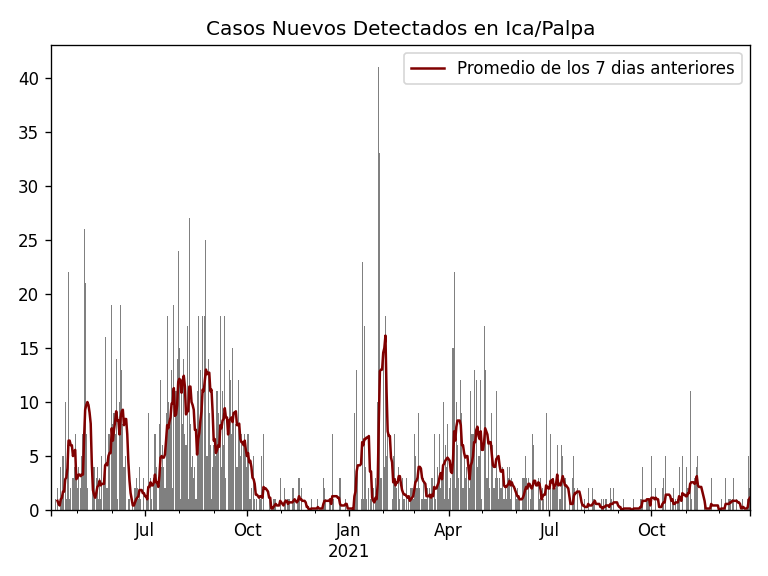 Casos Nuevos Detectados en Ica/Palpa
Promedio de los 7 dias anteriores
40
35
30
25
20
15
10
5
0
Jul
Oct
Jan
Apr
Jul
Oct
2021